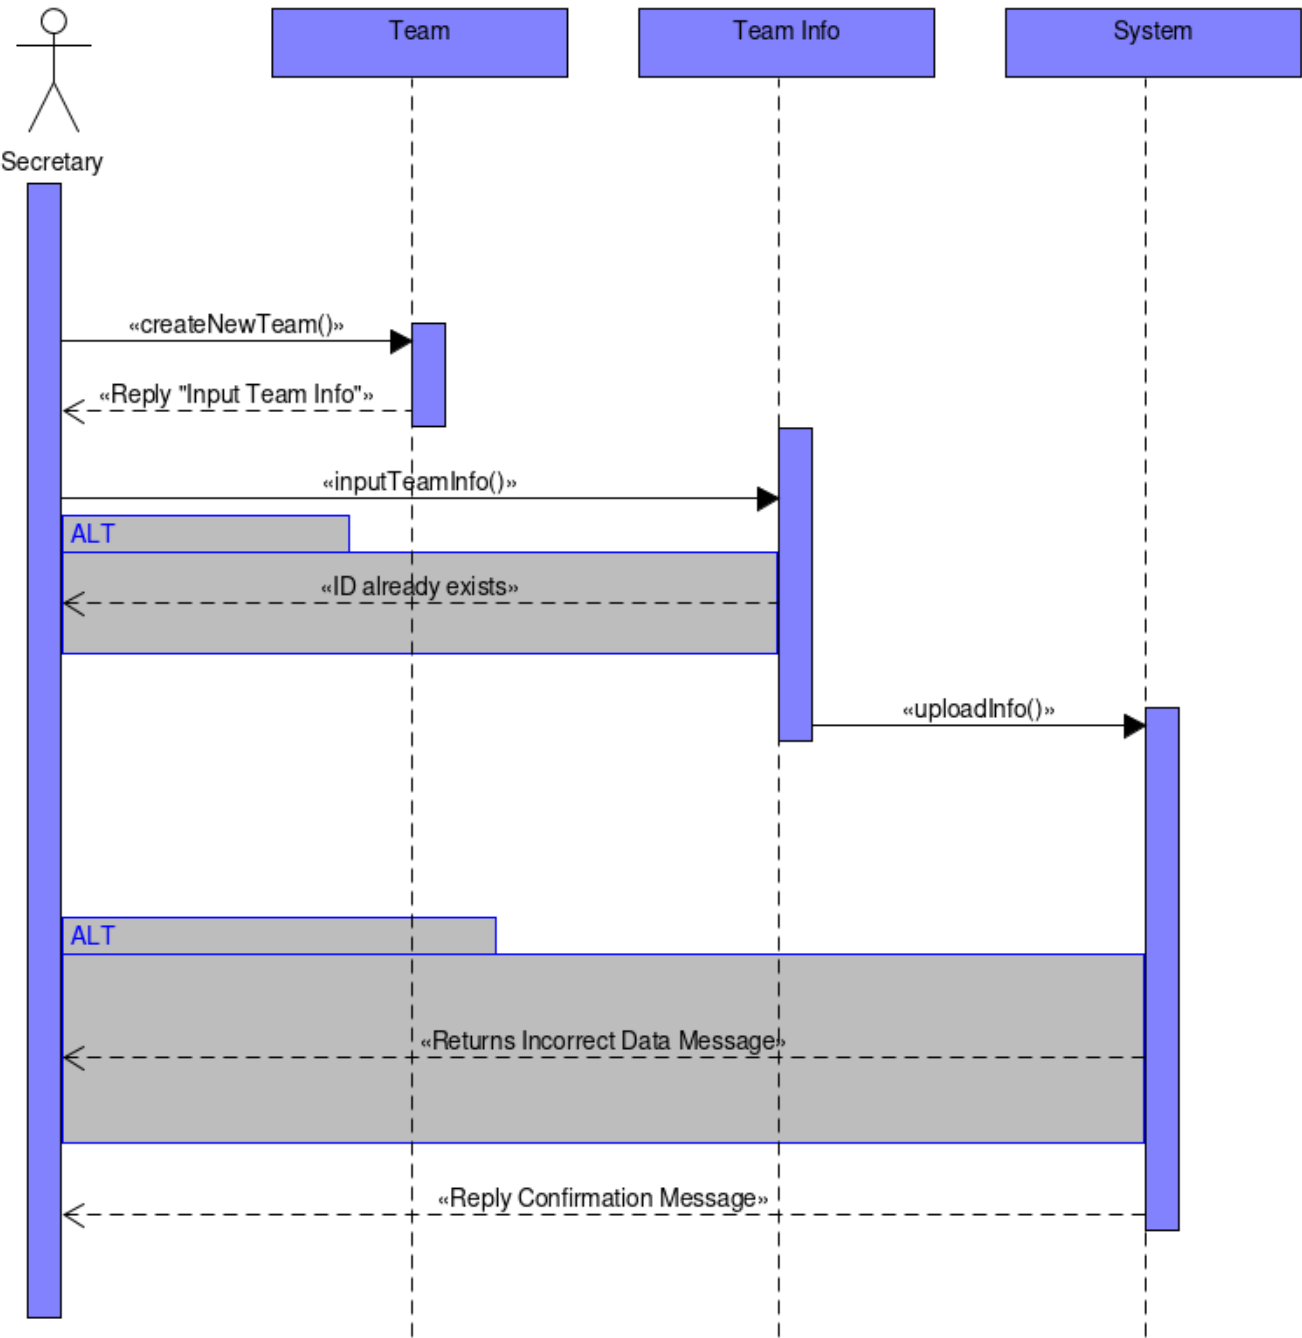 Team
Team Info
System
Secretary
«createNewTeam()»
«Reply "Input Team Info"»
«inputTeamInfo()»
ALT
«ID already exists»
«uploadInfo()»
ALT
«Returns Incorrect Data Message»
«Reply Confirmation Message»